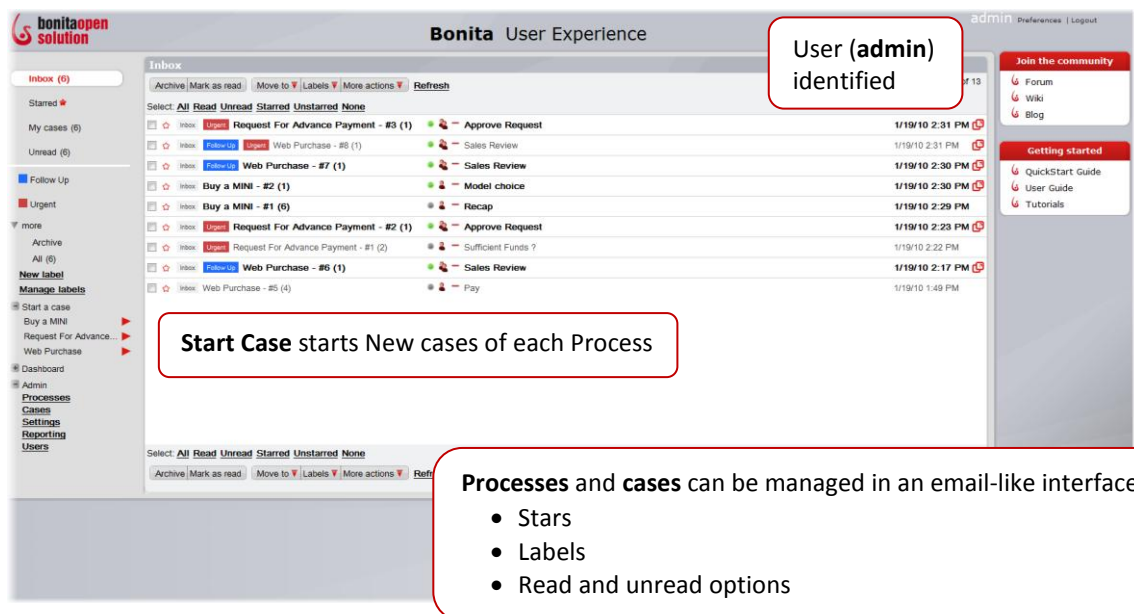 bonitaopen
solution
Bonita User Experience
admin Preferences | Logout
User (admin)
identified
Inbox (6)
Starred
My cases (6)
Unread (6)
Follow Up
Urgent
more
Archive
All (6)
New label
Manage labels
Start a case
Buy a MINI
Request For Advance...
Web Purchase
Dashboard
Admin
Processes
Cases
Settings
Reporting
Users
Inbox
Archive Mark as read Move to Labels More actions Refresh of 13
Select: All Read Unread Starred Unstarred None
Inbox Urgent Request For Advance Payment - #3 (1) Approve Request 1/19/10 2:31 PM
Inbox Follow Up Urgent Web Purchase - #8 (1) Sales Review 1/19/10 2:31 PM
Inbox Follow Up Web Purchase - #7 (1) Sales Review 1/19/10 2:30 PM
Inbox Buy a MINI - #2 (1) Model choice 1/19/10 2:30 PM
Inbox Buy a MINI - #1 (6) Recap 1/19/10 2:29 PM
Inbox Urgent Request For Advance Payment - #2 (1) Approve Request 1/19/10 2:23 PM
Inbox Urgent Request For Advance Payment - #1 (2) Sufficient Funds ? 1/19/10 2:22 PM
Inbox Follow Up Web Purchase - #6 (1) Sales Review 1/19/10 2:17 PM
Inbox Web Purchase - #5 (4) Pay 1/19/10 1:49 PM
Start Case starts New cases of each Process
Select: All Read Unread Starred Unstarred None
Archive Mark as read Move to Labels More actions Refr
Join the community
Forum
Wiki
Blog
Getting started
QuickStart Guide
User Guide
Tutorials
Processes and cases can be managed in an email-like interface
• Stars
• Labels
• Read and unread options